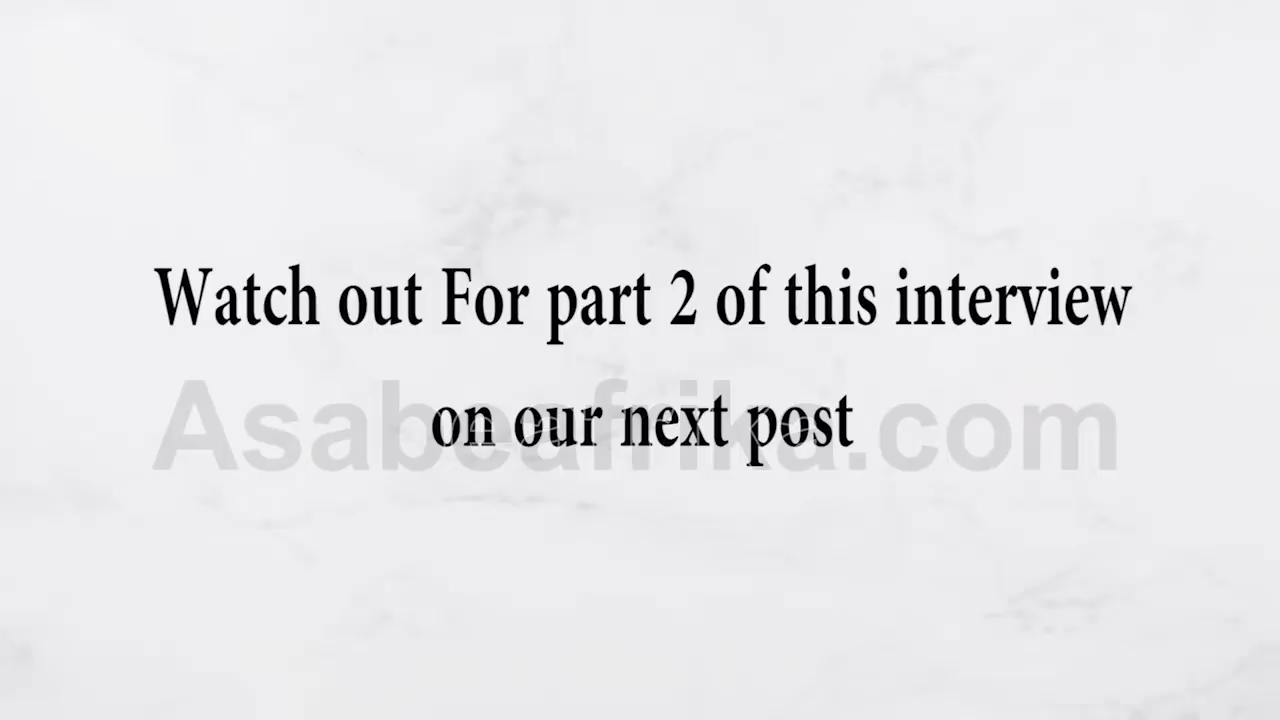 Watch out For part 2 of this interview
on our next post
Asabeafrika.com